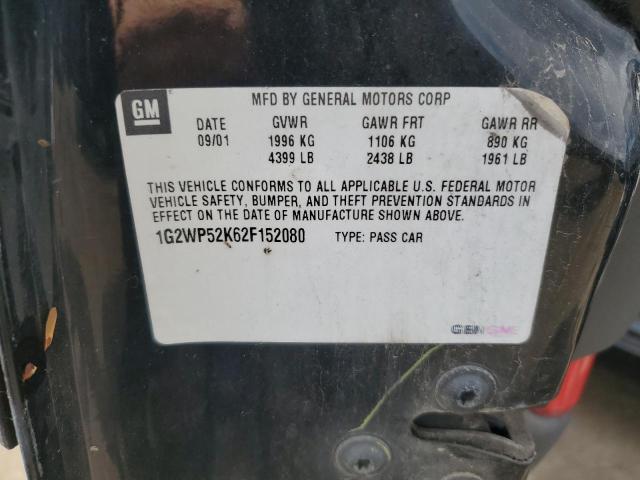 GM
MFD BY GENERAL MOTORS CORP
DATE GVWR GAWR FRT GAWR RR
09/01 1996 KG 1106 KG 890 KG
4399 LB 2438 LB 1961 LB
THIS VEHICLE CONFORMS TO ALL APPLICABLE U.S. FEDERAL MOTOR
VEHICLE SAFETY, BUMPER, AND THEFT PREVENTION STANDARDS IN
EFFECT ON THE DATE OF MANUFACTURE SHOWN ABOVE.
1G2WP52K62F152080 TYPE: PASS CAR